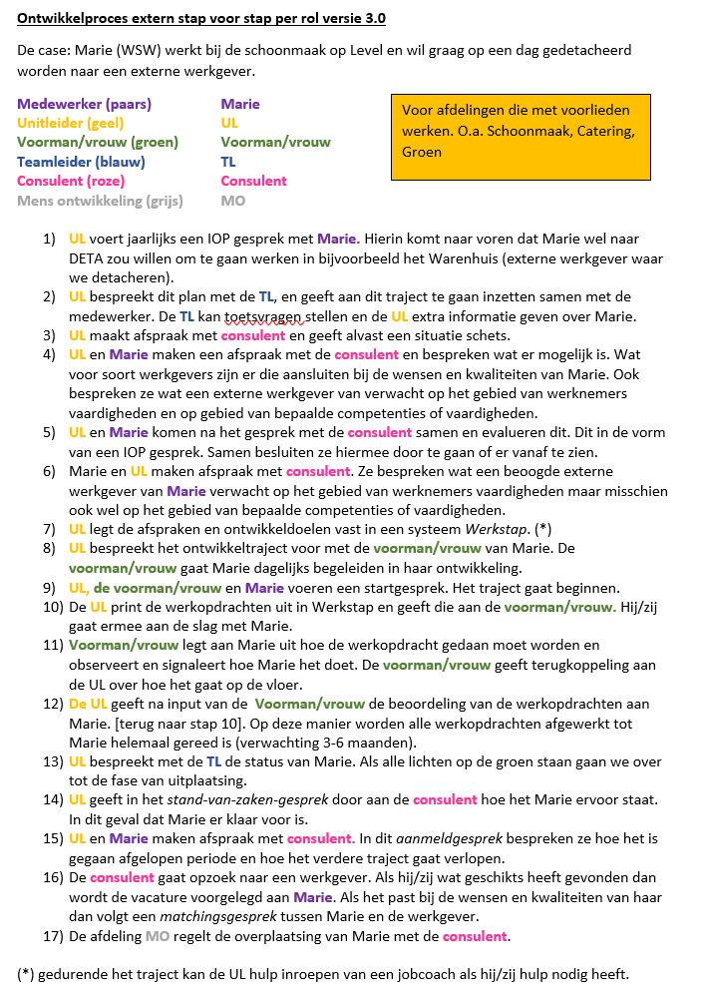 Ontwikkelproces extern stap voor stap per rol versie 3.0
De case: Marie (WSW) werkt bij de schoonmaak op Level en wil graag op een dag gedetacheerd
worden naar een externe werkgever.
Medewerker (paars) Marie
Unitleider (geel) UL
Voorman/vrouw (groen) Voorman/vrouw
Teamleider (blauw) TL
Consulent (roze) Consulent
Mens ontwikkeling (grijs) MO
Voor afdelingen die met voorlieden
werken. O.a. Schoonmaak, Catering,
Groen
1) UL voert jaarlijks een IOP gesprek met Marie. Hierin komt naar voren dat Marie wel naar
DETA zou willen om te gaan werken in bijvoorbeeld het Warenhuis (externe werkgever waar
we detacheren).
2) UL bespreekt dit plan met de TL, en geeft aan dit traject te gaan inzetten samen met de
medewerker. De TL kan toetsvragen stellen en de UL extra informatie geven over Marie.
3) UL maakt afspraak met consulent en geeft alvast een situatie schets.
4) UL en Marie maken een afspraak met de consulent en bespreken wat er mogelijk is. Wat
voor soort werkgevers zijn er die aansluiten bij de wensen en kwaliteiten van Marie. Ook
bespreken ze wat een externe werkgever van verwacht op het gebied van werknemers
vaardigheden en op gebied van bepaalde competenties of vaardigheden.
5) UL en Marie komen na het gesprek met de consulent samen en evalueren dit. Dit in de vorm
van een IOP gesprek. Samen besluiten ze hiermee door te gaan of er vanaf te zien.
6) Marie en UL maken afspraak met consulent. Ze bespreken wat een beoogde externe
werkgever van Marie verwacht op het gebied van werknemers vaardigheden maar misschien
ook wel op het gebied van bepaalde competenties of vaardigheden.
7) UL legt de afspraken en ontwikkeldoelen vast in een systeem Werkstap. (*)
8) UL bespreekt het ontwikkeltraject voor met de voorman/vrouw van Marie. De
voorman/vrouw gaat Marie dagelijks begeleiden in haar ontwikkeling.
9) UL, de voorman/vrouw en Marie voeren een startgesprek. Het traject gaat beginnen.
10) De UL print de werkopdrachten uit in Werkstap en geeft die aan de voorman/vrouw. Hij/zij
gaat ermee aan de slag met Marie.
11) Voorman/vrouw legt aan Marie uit hoe de werkopdracht gedaan moet worden en
observeert en signaleert hoe Marie het doet. De voorman/vrouw geeft terugkoppeling aan
de UL over hoe het gaat op de vloer.
12) De UL geeft na input van de Voorman/vrouw de beoordeling van de werkopdrachten aan
Marie. [terug naar stap 10]. Op deze manier worden alle werkopdrachten afgewerkt tot
Marie helemaal gereed is (verwachting 3-6 maanden).
13) UL bespreekt met de TL de status van Marie. Als alle lichten op de groen staan gaan we over
tot de fase van uitplaatsing.
14) UL geeft in het stand-van-zaken-gesprek door aan de consulent hoe het Marie ervoor staat.
In dit geval dat Marie er klaar voor is.
15) UL en Marie maken afspraak met consulent. In dit aanmeldgesprek bespreken ze hoe het is
gegaan afgelopen periode en hoe het verdere traject gaat verlopen.
16) De consulent gaat opzoek naar een werkgever. Als hij/zij wat geschikts heeft gevonden dan
wordt de vacature voorgelegd aan Marie. Als het past bij de wensen en kwaliteiten van haar
dan volgt een matchingsgesprek tussen Marie en de werkgever.
17) De afdeling MO regelt de overplaatsing van Marie met de consulent.
(*) gedurende het traject kan de UL hulp inroepen van een jobcoach als hij/zij hulp nodig heeft.